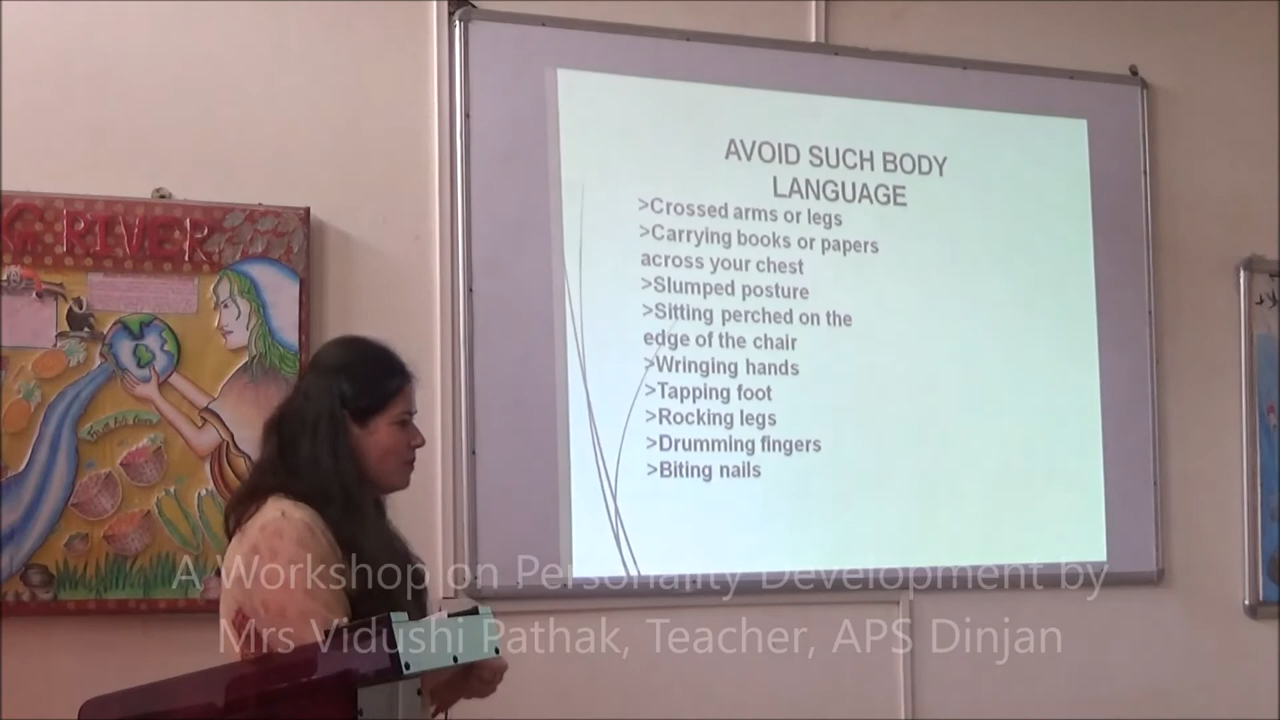 G RIVER
AVOID SUCH BODY
LANGUAGE
>Crossed arms or legs
>Carrying books or papers
across your chest
>Slumped posture
>Sitting perched on the
edge of the chair
>Wringing hands
>Tapping foot
>Rocking legs
>Drumming fingers
>Biting nails
A Workshop on Personality Development by
Mrs Vidushi Pathak, Teacher, APS Dinjan